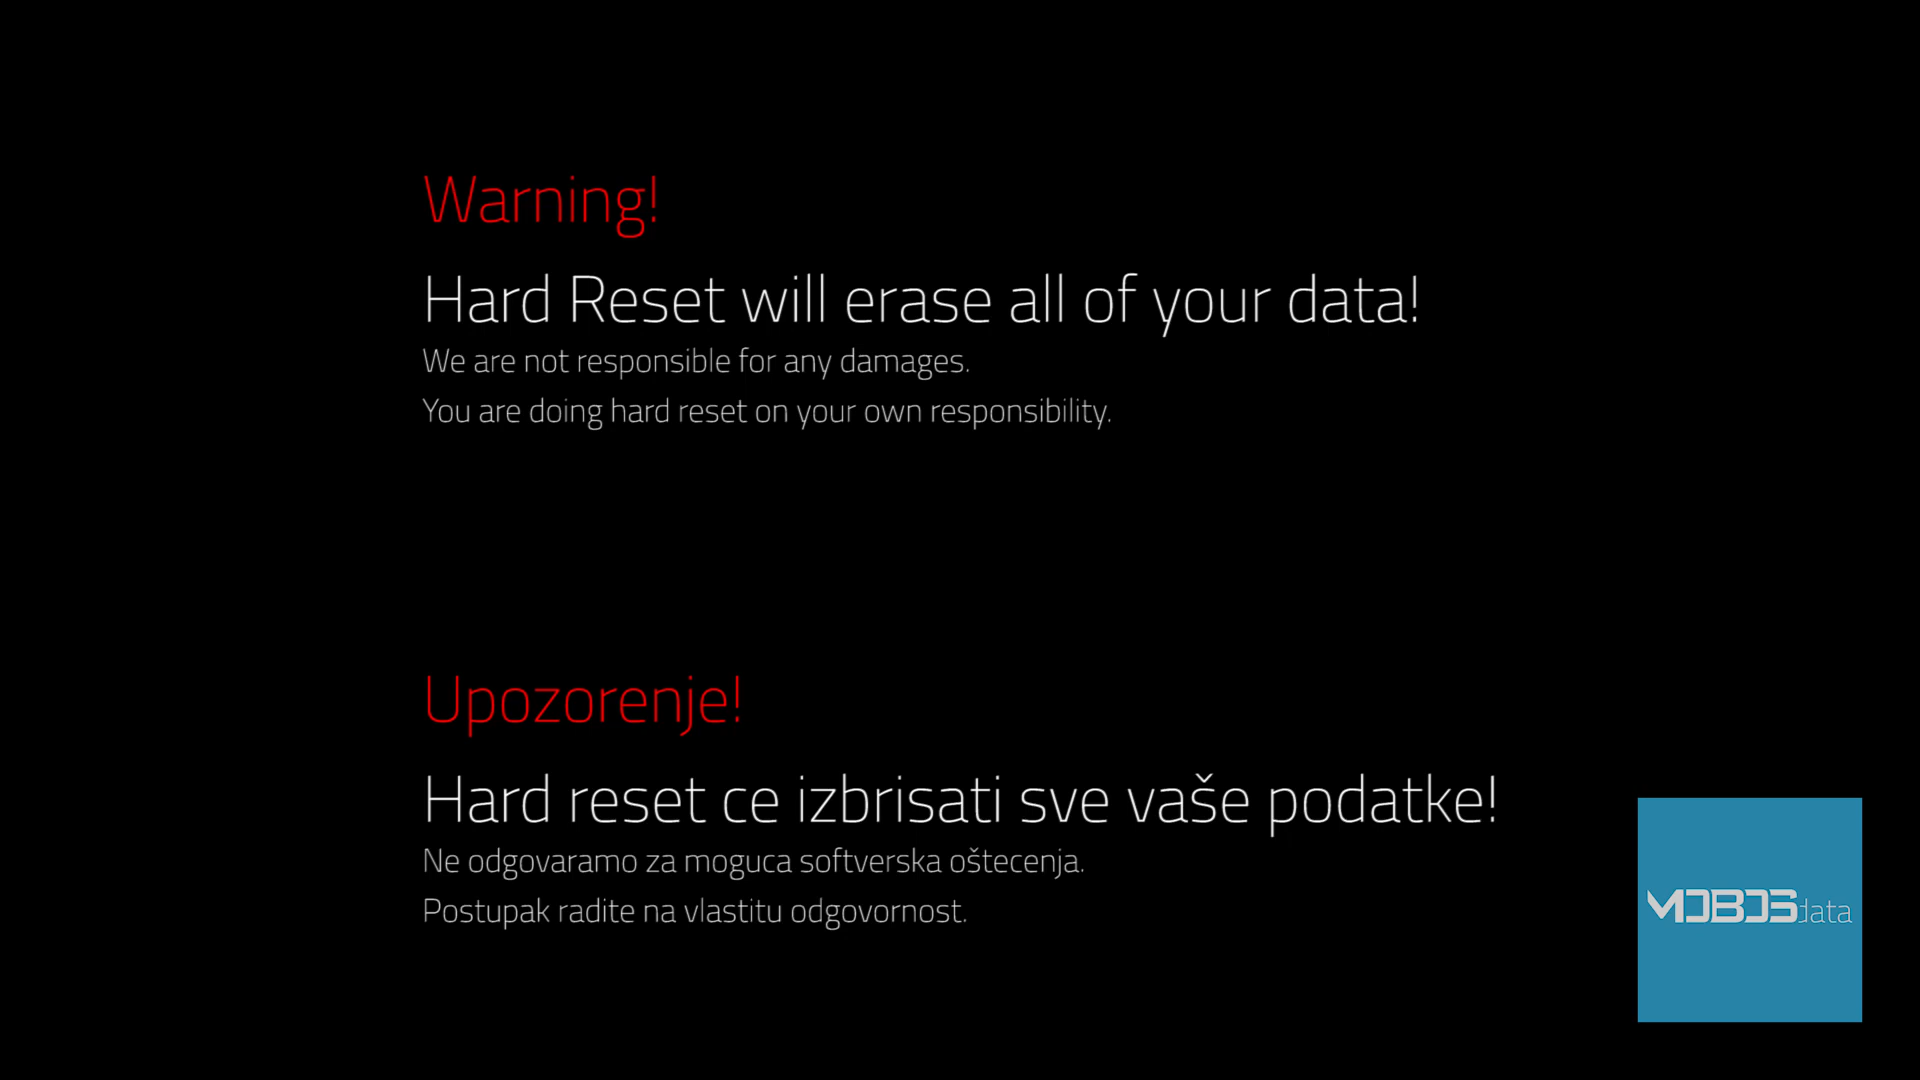 Warning!
Hard Reset will erase all of your data!
We are not responsible for any damages.
You are doing hard reset on your own responsibility.
Upozorenje!
Hard reset ce izbrisati sve vaše podatke!
Ne odgovaramo za moguca softverska oštecenja.
Postupak radite na vlastitu odgovornost.
MOBOSdata